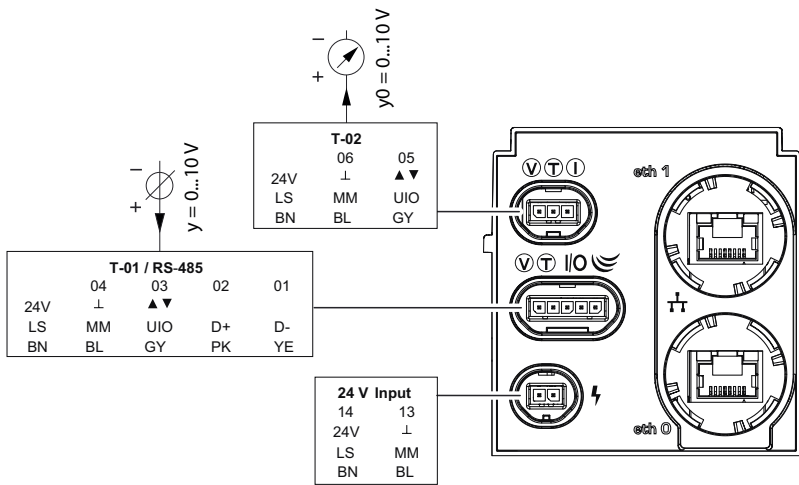 y0 = 0...10 V
T-02
06 05
24V ⊥ ▲▼
LS MM UIO
BN BL GY
y = 0...10 V
T-01 / RS-485
04 03 02 01
24V ⊥ ▲▼
LS MM UIO D+ D-
BN BL GY PK YE
24 V Input
14 13
24V ⊥
LS MM
BN BL
V T I
V T I/O
eth 1
eth 0